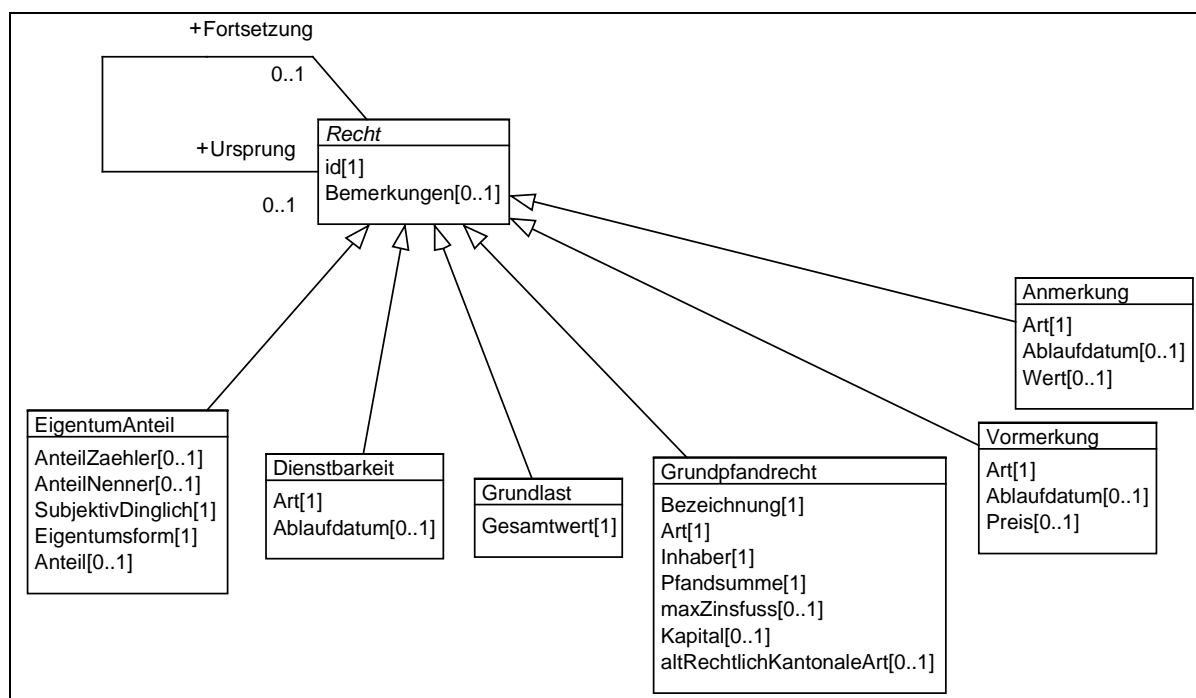 +Fortsetzung
0..1
Recht
+Ursprung
id[1]
Bemerkungen[0..1]
0..1
Anmerkung
Art[1]
Ablaufdatum[0..1]
Wert[0..1]
EigentumAnteil
AnteilZaehler[0..1]
AnteilNenner[0..1]
SubjektivDinglich[1]
Eigentumsform[1]
Anteil[0..1]
Dienstbarkeit
Art[1]
Ablaufdatum[0..1]
Grundlast
Gesamtwert[1]
Grundpfandrecht
Bezeichnung[1]
Art[1]
Inhaber[1]
Pfandsumme[1]
maxZinsfuss[0..1]
Kapital[0..1]
altRechtlichKantonaleArt[0..1]
Vormerkung
Art[1]
Ablaufdatum[0..1]
Preis[0..1]